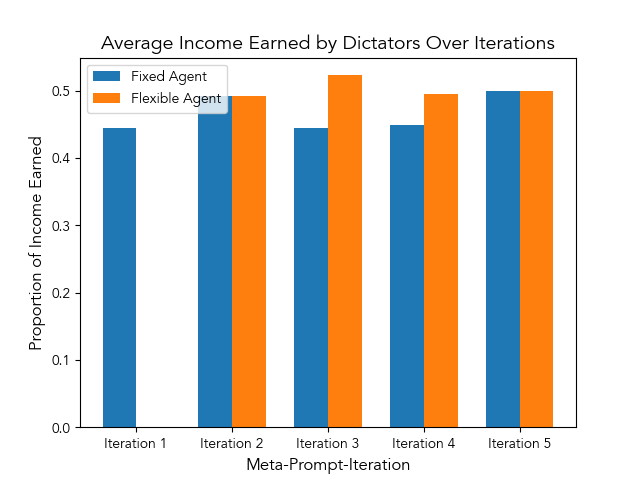 Average Income Earned by Dictators Over Iterations
Fixed Agent
Flexible Agent
Proportion of Income Earned
0.5
0.4
0.3
0.2
0.1
0.0
Iteration 1 Iteration 2 Iteration 3 Iteration 4 Iteration 5
Meta-Prompt-Iteration